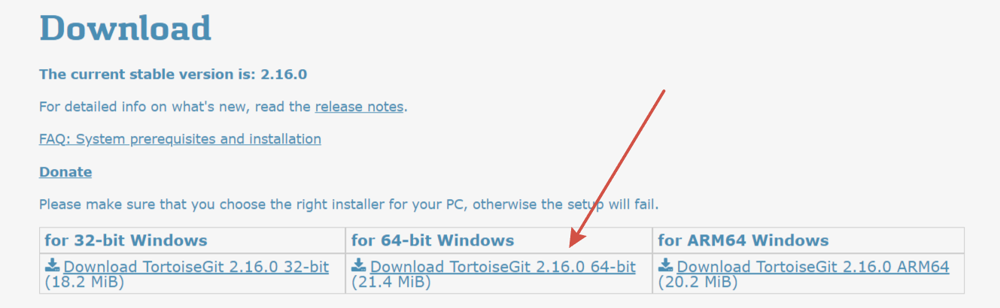 Download
The current stable version is: 2.16.0
For detailed info on what's new, read the release notes.
FAQ: System prerequisites and installation
Donate
Please make sure that you choose the right installer for your PC, otherwise the setup will fail.
for 32-bit Windows
for 64-bit Windows
for ARM64 Windows
Download TortoiseGit 2.16.0 32-bit
(18.2 MiB)
Download TortoiseGit 2.16.0 64-bit
(21.4 MiB)
Download TortoiseGit 2.16.0 ARM64
(20.2 MiB)